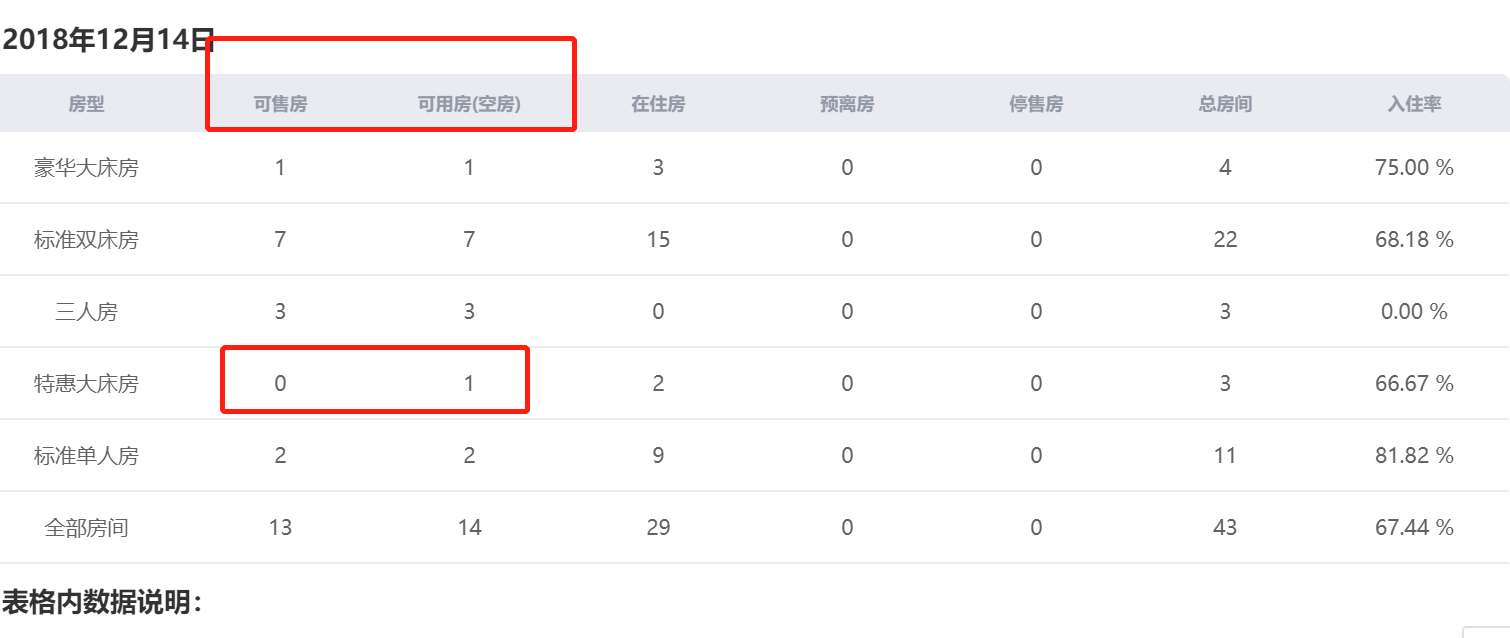 2018年12月14日
房型 可售房 可用房(空房) 在住房 预离房 停售房 总房间 入住率
豪华大床房 1 1 3 0 0 4 75.00 %
标准双床房 7 7 15 0 0 22 68.18 %
三人房 3 3 0 0 0 3 0.00 %
特惠大床房 0 1 2 0 0 3 66.67 %
标准单人房 2 2 9 0 0 11 81.82 %
全部房间 13 14 29 0 0 43 67.44 %
表格内数据说明：